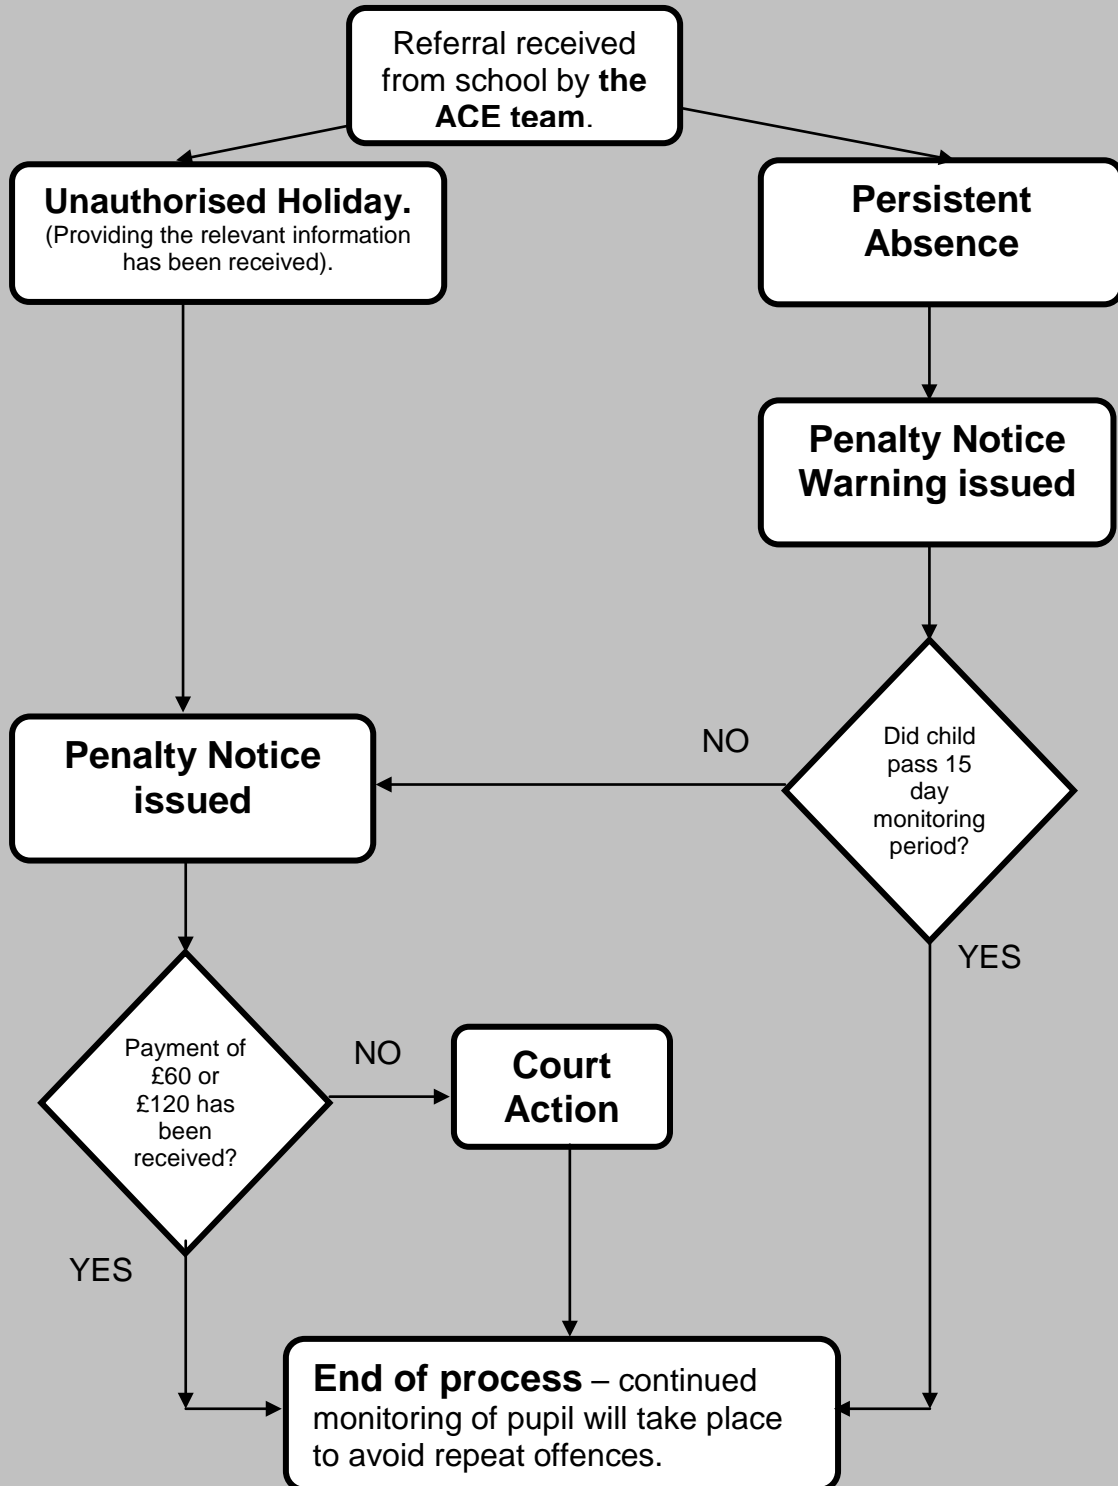 Referral received
from school by the
ACE team.
Unauthorised Holiday.
(Providing the relevant information
has been received).
Persistent
Absence
Penalty Notice
Warning issued
Did child
pass 15
day
monitoring
period?
NO
YES
Penalty Notice
issued
Payment of
£60 or
£120 has
been
received?
NO
Court
Action
YES
End of process – continued
monitoring of pupil will take place
to avoid repeat offences.